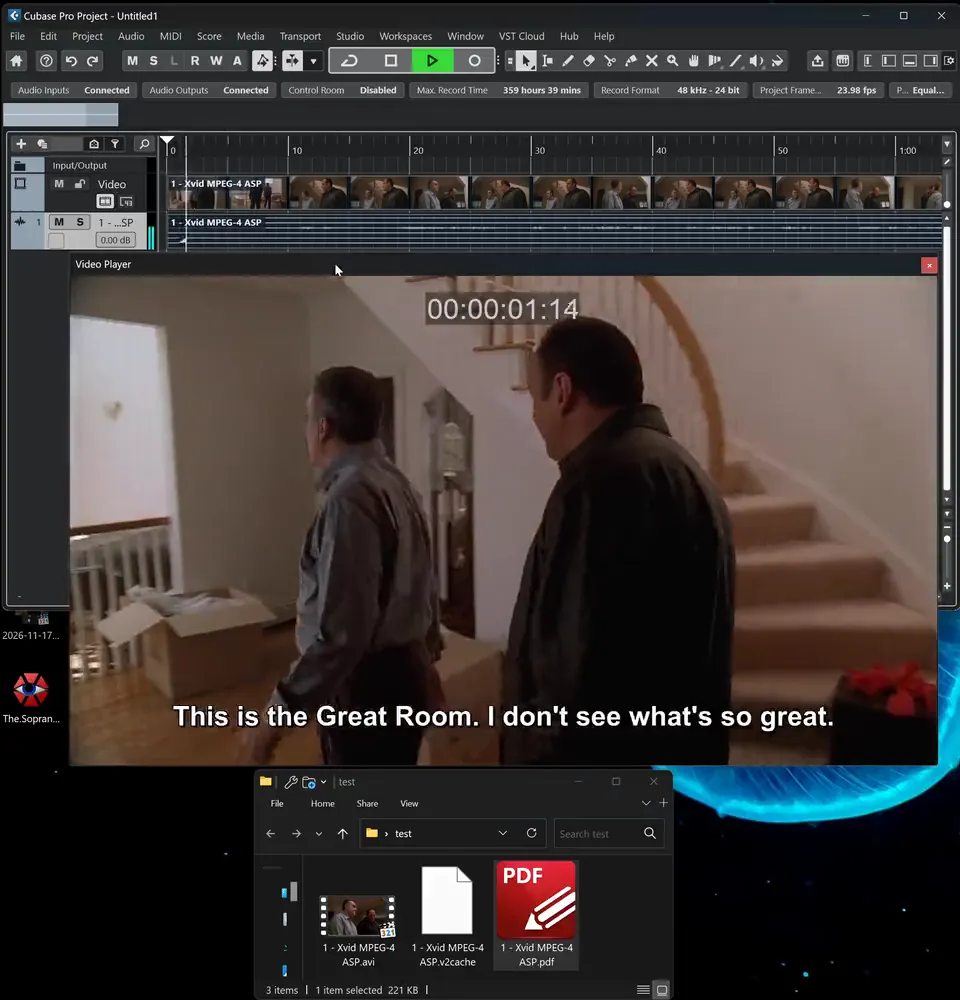 Cubase Pro Project - Untitled1
File Edit Project Audio MIDI Score Media Transport Studio Workspaces Window VST Cloud Hub Help
M S L R W A
Audio Inputs Connected Audio Outputs Connected Control Room Disabled Max. Record Time 359 hours 39 mins Record Format 48 kHz - 24 bit Project Frame... 23.98 fps P... Equal...
0 10 20 30 40 50 1:00
Input/Output
M Video
1 - Xvid MPEG-4 ASP
1 M S 1 - ...SP
0.00 dB
1 - Xvid MPEG-4 ASP
Video Player
00:00:01:14
This is the Great Room. I don't see what's so great.
2026-11-17...
The.Sopran...
test
File Home Share View
› test
Search test
PDF
321
1 - Xvid MPEG-4 ASP.avi
1 - Xvid MPEG-4 ASP.v2cache
1 - Xvid MPEG-4 ASP.pdf
3 items 1 item selected 221 KB